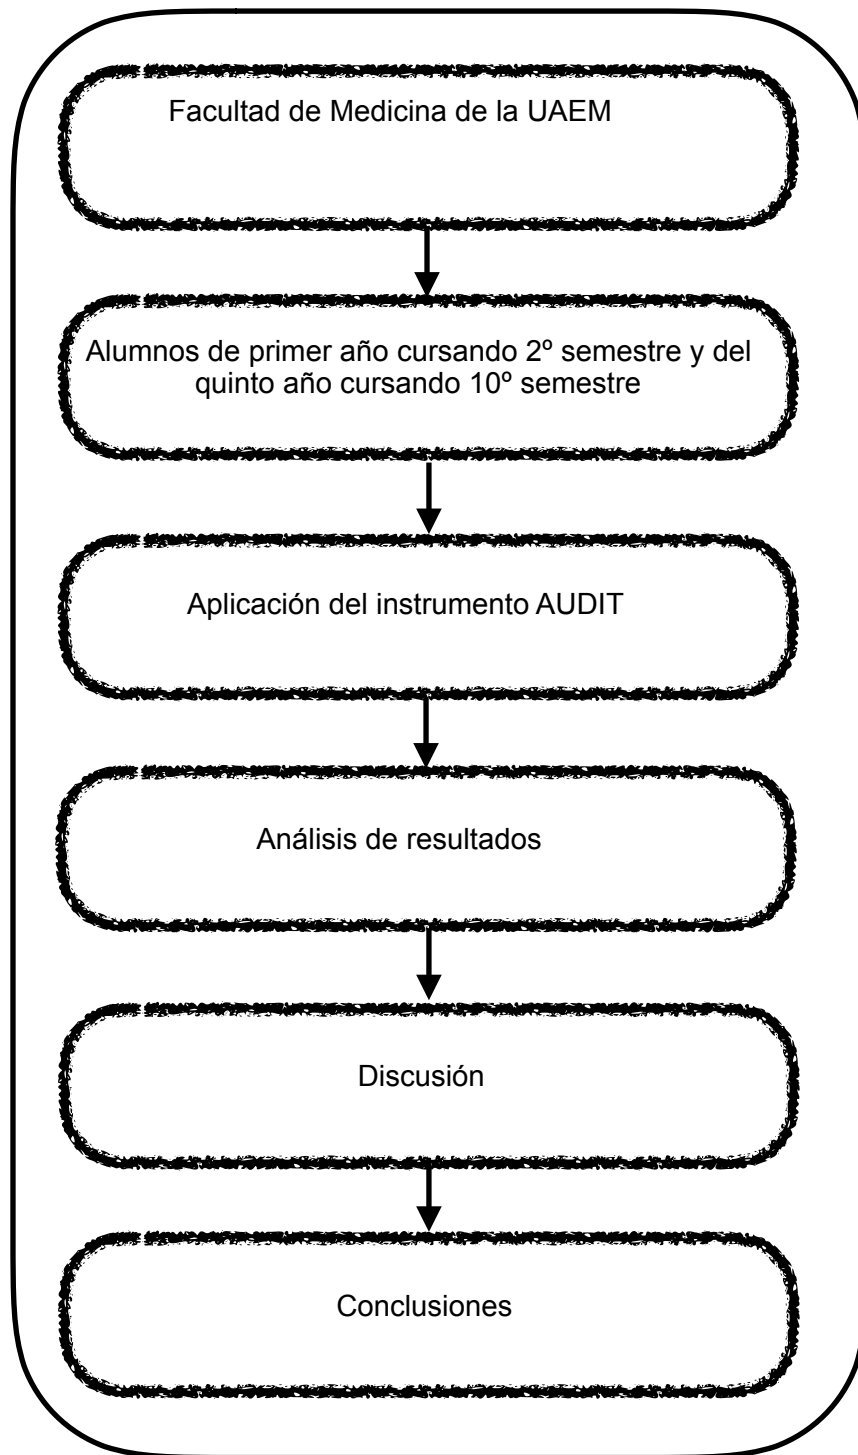 Facultad de Medicina de la UAEM
Alumnos de primer año cursando 2º semestre y del
quinto año cursando 10º semestre
Aplicación del instrumento AUDIT
Análisis de resultados
Discusión
Conclusiones